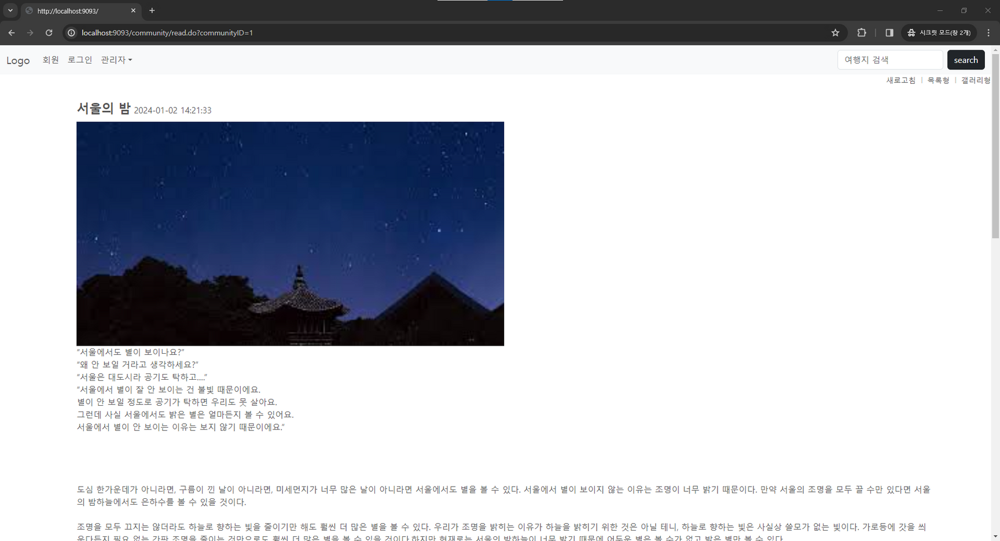 http://localhost:9093/
localhost:9093/community/read.do?communityID=1
시크릿 모드(창 2개)
Logo 회원 로그인 관리자 여행지 검색 search
새로고침 | 목록형 | 갤러리형
서울의 밤 2024-01-02 14:21:33
“서울에서도 별이 보이나요?”
“왜 안 보일 거라고 생각하세요?”
“서울은 대도시라 공기도 탁하고....”
“서울에서 별이 잘 안 보이는 건 불빛 때문이에요.
별이 안 보일 정도로 공기가 탁하면 우리도 못 살아요.
그런데 사실 서울에서도 밝은 별은 얼마든지 볼 수 있어요.
서울에서 별이 안 보이는 이유는 보지 않기 때문이에요.”
도심 한가운데가 아니라면, 구름이 낀 날이 아니라면, 미세먼지가 너무 많은 날이 아니라면 서울에서도 별을 볼 수 있다. 서울에서 별이 보이지 않는 이유는 조명이 너무 밝기 때문이다. 만약 서울의 조명을 모두 끌 수만 있다면 서울
의 밤하늘에서도 은하수를 볼 수 있을 것이다.
조명을 모두 끄지는 않더라도 하늘로 향하는 빛을 줄이기만 해도 훨씬 더 많은 별을 볼 수 있다. 우리가 조명을 밝히는 이유가 하늘을 밝히기 위한 것은 아닐 테니, 하늘로 향하는 빛은 사실상 쓸모가 없는 빛이다. 가로등에 갓을 씌
운다든지 필요 없는 간판 조명을 줄이는 것만으로도 훨씬 더 많은 별을 볼 수 있을 것이다.하지만 현재로는 서울의 밤하늘이 너무 밝기 때문에 어두운 별은 볼 수가 없고 밝은 별만 볼 수 있다.